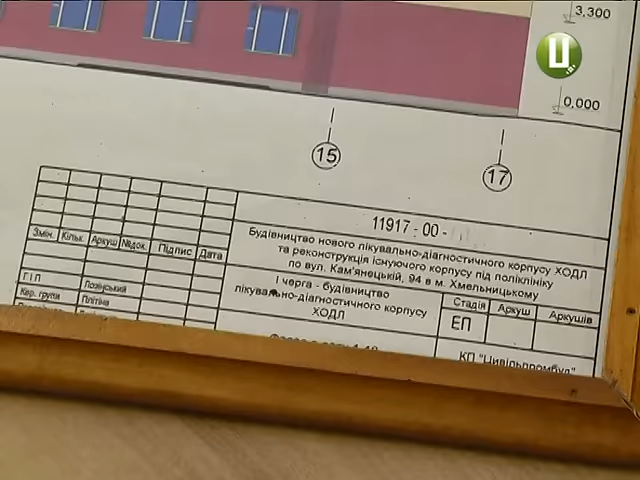 3,300
Ц
0,000
15
17
11917 - 00 -
Будівництво нового лікувально-діагностичного корпусу ХОДЛ
та реконструкція існуючого корпусу під поліклініку
по вул. Кам'янецькій, 94 в м. Хмельницькому
Змін. Кільк. Аркуш №док. Підпис Дата
І черга - будівництво
лікувально-діагностичного корпусу
ХОДЛ
Стадія Аркуш Аркушів
ЕП
ГІП Лозінський
Кер. групи Плітіна
КП "Цивільпромбуд"